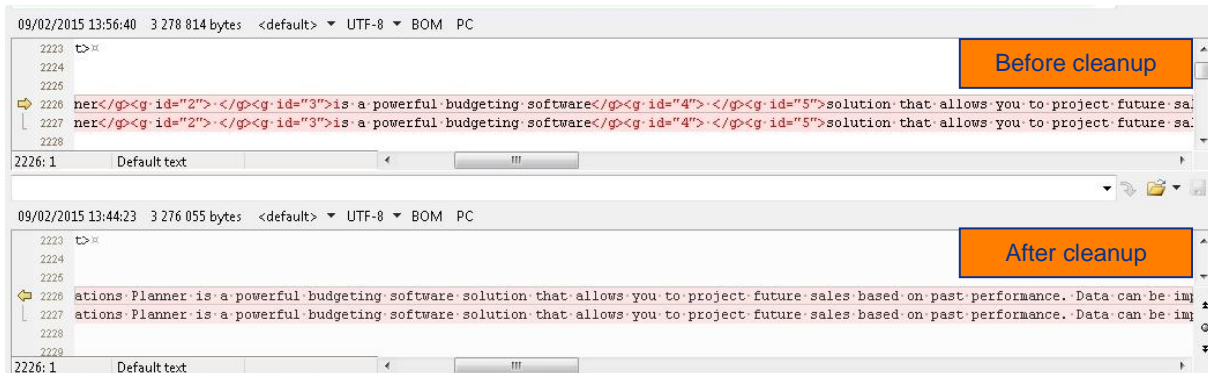 09/02/2015 13:56:40 3 278 814 bytes <default> UTF-8 BOM PC
Before cleanup
2223 t>¤
2224
2225
2226 ner</g><g·id="2">·</g><g·id="3">is·a·powerful·budgeting·software</g><g·id="4">·</g><g·id="5">solution·that·allows·you·to·project·future·sa
2227 ner</g><g·id="2">·</g><g·id="3">is·a·powerful·budgeting·software</g><g·id="4">·</g><g·id="5">solution·that·allows·you·to·project·future·sa
2228
2226: 1 Default text
09/02/2015 13:44:23 3 276 055 bytes <default> UTF-8 BOM PC
After cleanup
2223 t>¤
2224
2225
2226 ations·Planner·is·a·powerful·budgeting·software·solution·that·allows·you·to·project·future·sales·based·on·past·performance.·Data·can·be·imp
2227 ations·Planner·is·a·powerful·budgeting·software·solution·that·allows·you·to·project·future·sales·based·on·past·performance.·Data·can·be·imp
2228
2229
2226: 1 Default text